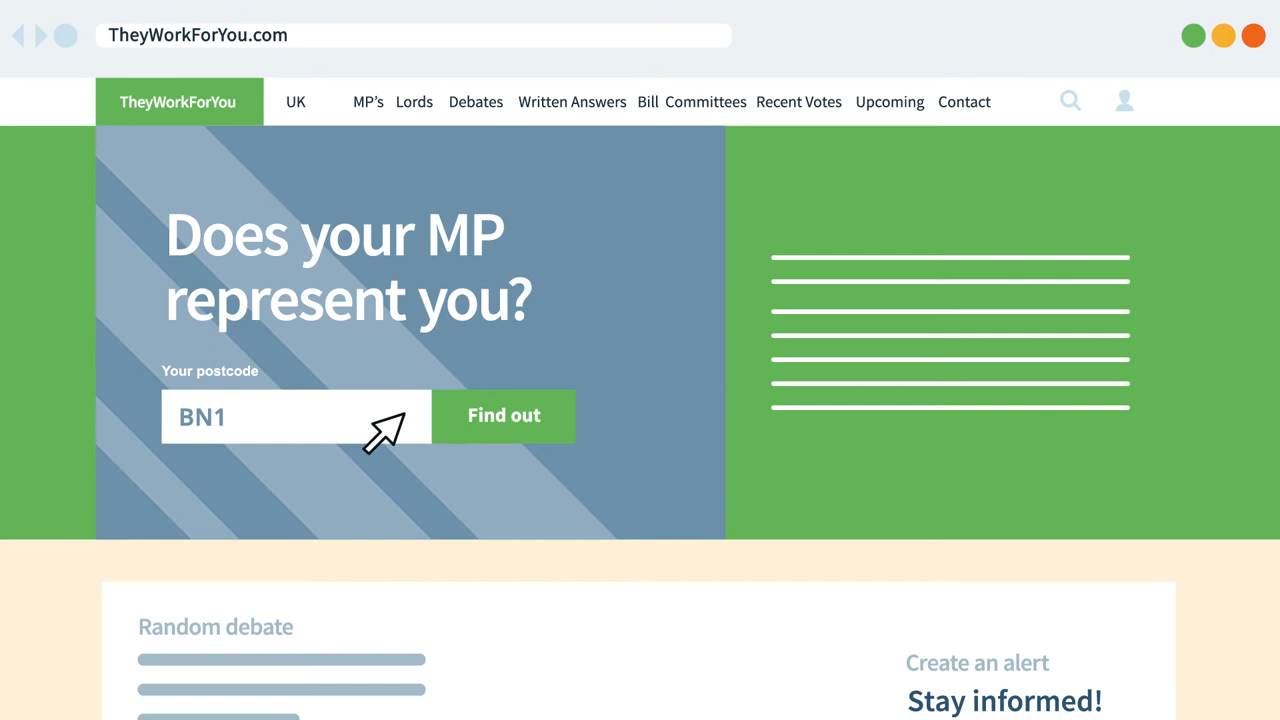 TheyWorkForYou.com
TheyWorkForYou UK MP's Lords Debates Written Answers Bill Committees Recent Votes Upcoming Contact
Does your MP
represent you?
Your postcode
BN1 Find out
Random debate
Create an alert
Stay informed!